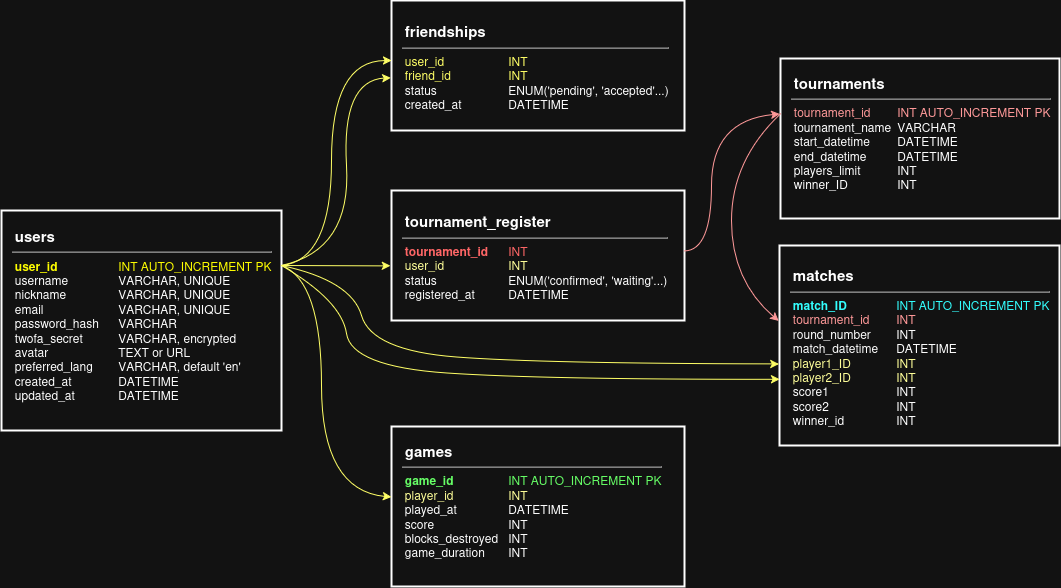 friendships
user_id INT
friend_id INT
status ENUM('pending', 'accepted'...)
created_at DATETIME
tournaments
tournament_id INT AUTO_INCREMENT PK
tournament_name VARCHAR
start_datetime DATETIME
end_datetime DATETIME
players_limit INT
winner_ID INT
users
user_id INT AUTO_INCREMENT PK
username VARCHAR, UNIQUE
nickname VARCHAR, UNIQUE
email VARCHAR, UNIQUE
password_hash VARCHAR
twofa_secret VARCHAR, encrypted
avatar TEXT or URL
preferred_lang VARCHAR, default 'en'
created_at DATETIME
updated_at DATETIME
tournament_register
tournament_id INT
user_id INT
status ENUM('confirmed', 'waiting'...)
registered_at DATETIME
matches
match_ID INT AUTO_INCREMENT PK
tournament_id INT
round_number INT
match_datetime DATETIME
player1_ID INT
player2_ID INT
score1 INT
score2 INT
winner_id INT
games
game_id INT AUTO_INCREMENT PK
player_id INT
played_at DATETIME
score INT
blocks_destroyed INT
game_duration INT